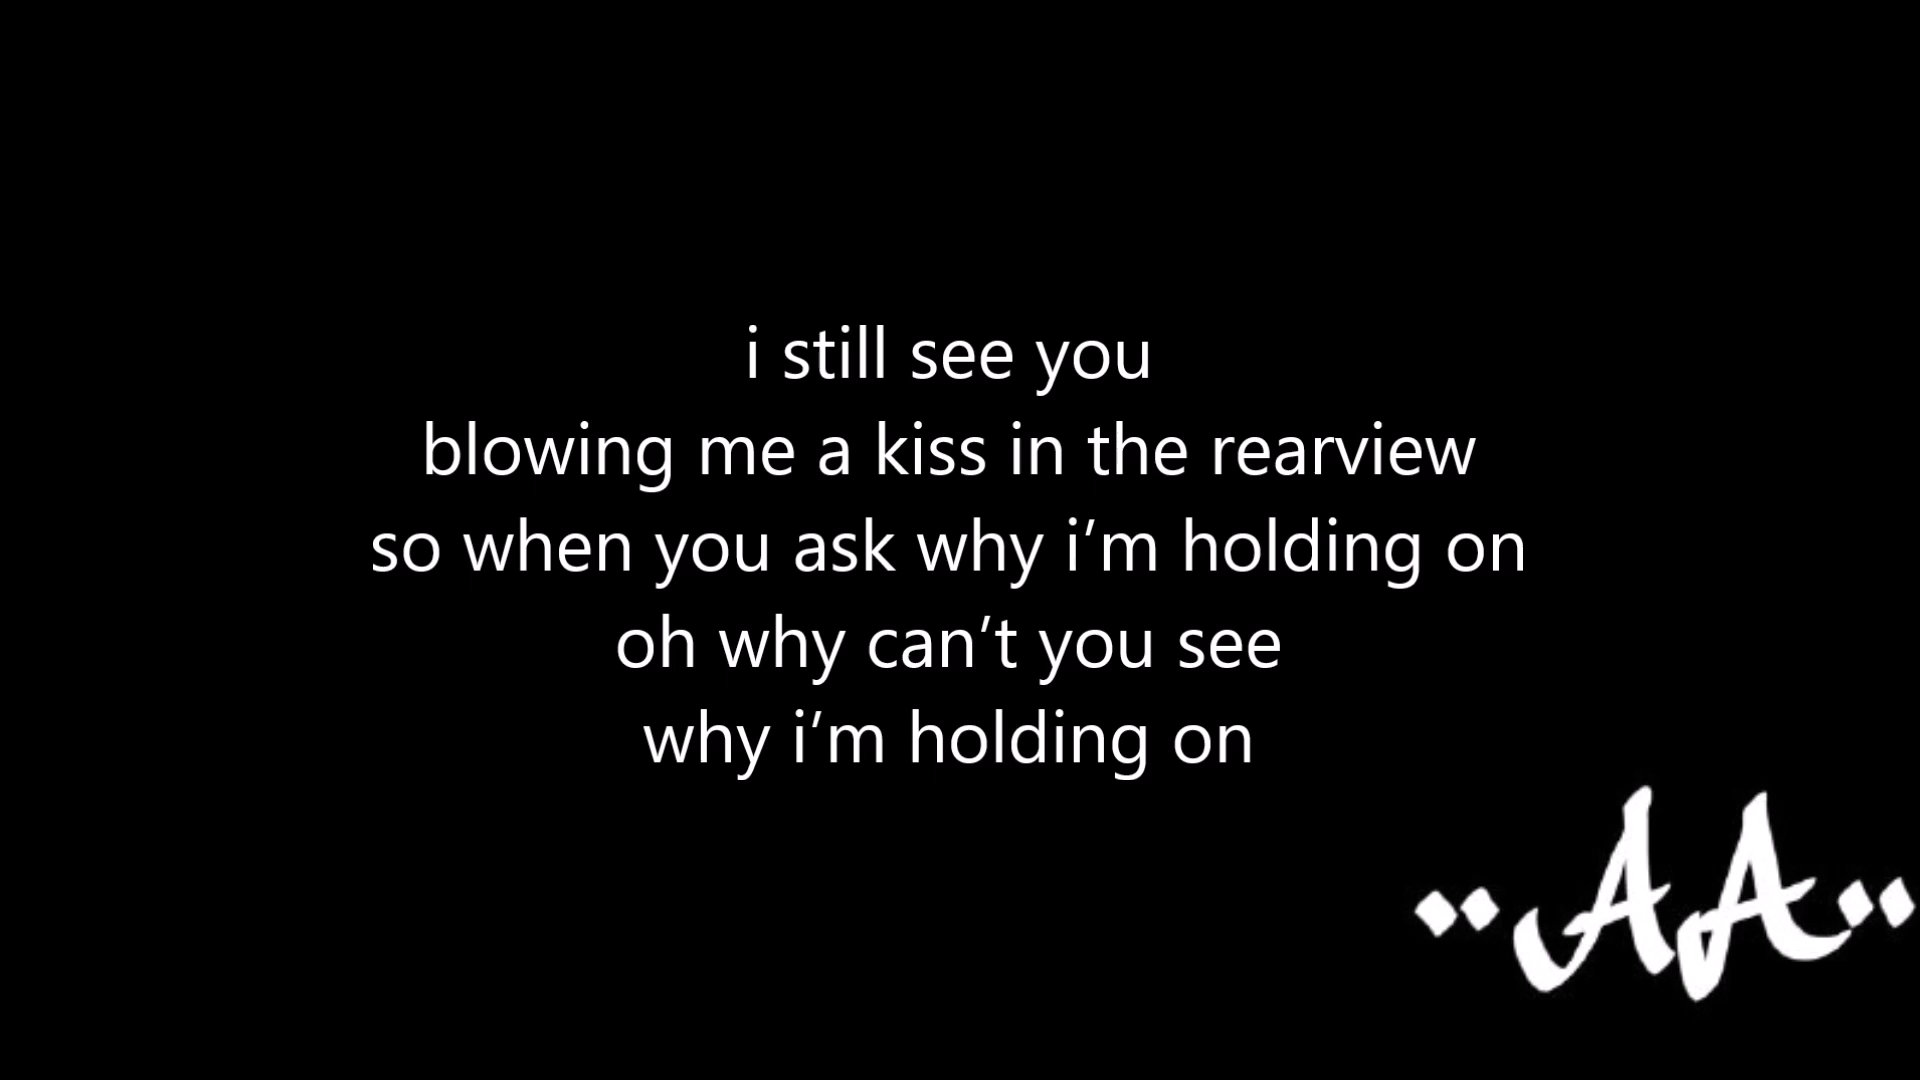 i still see you
blowing me a kiss in the rearview
so when you ask why i’m holding on
oh why can’t you see
why i’m holding on
AA